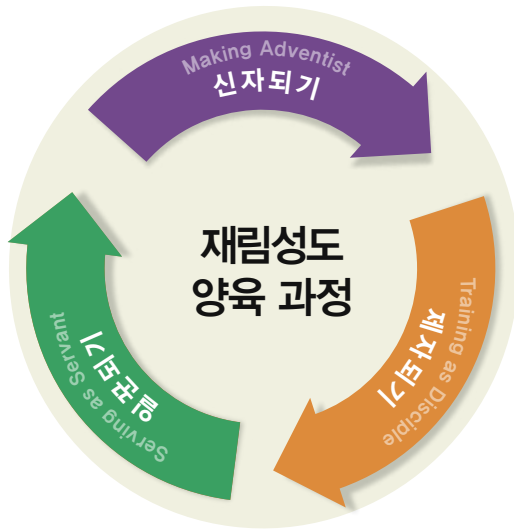 Making Adventist
신자되기
재림성도
양육 과정
Training as Disciple
제자되기
일꾼되기
Serving as Servant